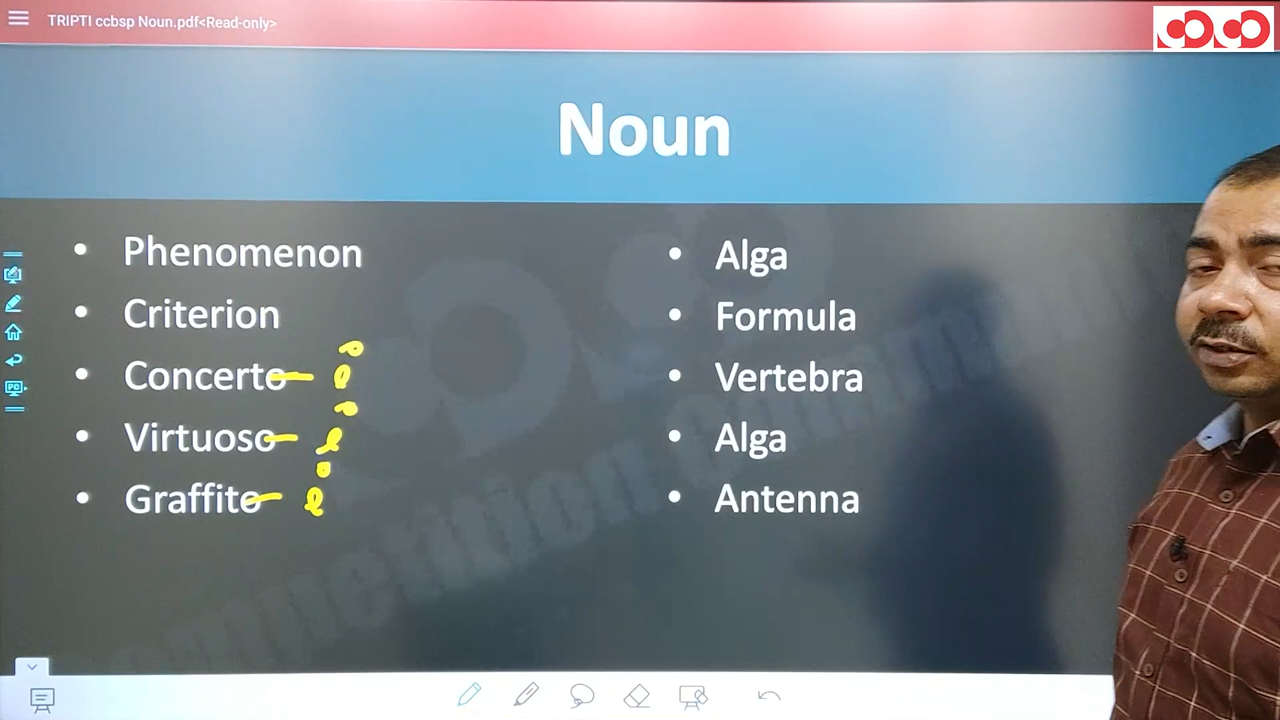 TRIPTI ccbsp Noun.pdf<Read-only>
Noun
• Phenomenon
• Criterion
• Concerto
• Virtuoso
• Graffito
• Alga
• Formula
• Vertebra
• Alga
• Antenna